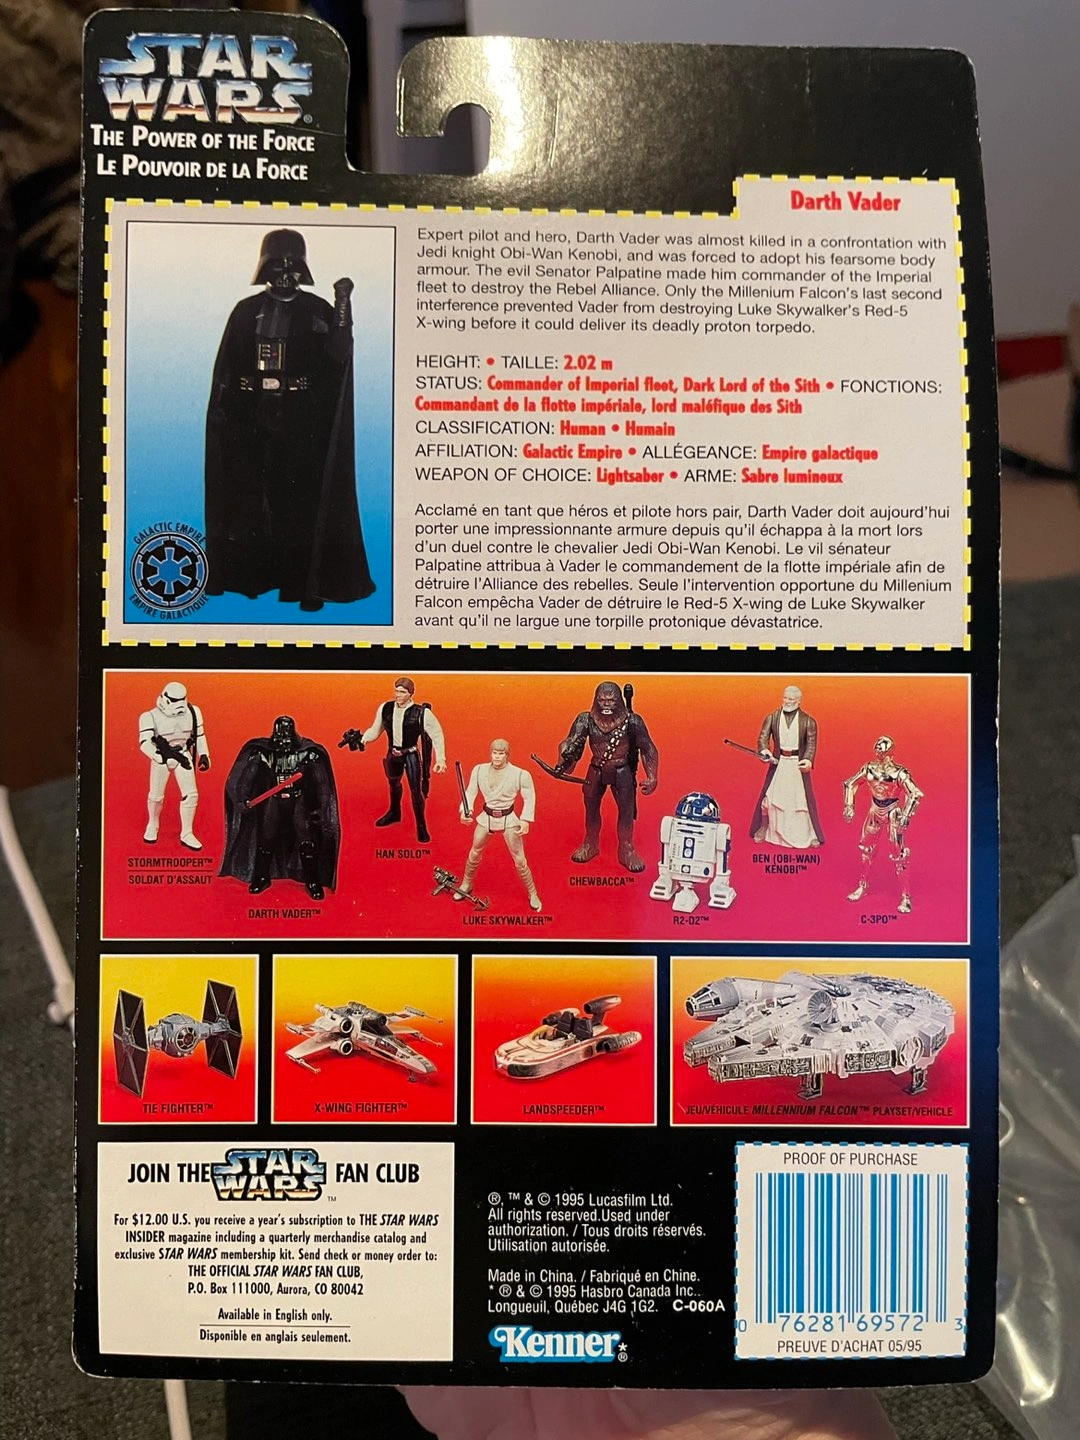 STAR
WARS®
THE POWER OF THE FORCE
LE POUVOIR DE LA FORCE
Darth Vader
Expert pilot and hero, Darth Vader was almost killed in a confrontation with
Jedi knight Obi-Wan Kenobi, and was forced to adopt his fearsome body
armour. The evil Senator Palpatine made him commander of the Imperial
fleet to destroy the Rebel Alliance. Only the Millenium Falcon's last second
interference prevented Vader from destroying Luke Skywalker's Red-5
X-wing before it could deliver its deadly proton torpedo.
HEIGHT: • TAILLE: 2.02 m
STATUS: Commander of Imperial fleet, Dark Lord of the Sith • FONCTIONS:
Commandant de la flotte impériale, lord maléfique des Sith
CLASSIFICATION: Human • Humain
AFFILIATION: Galactic Empire • ALLÉGEANCE: Empire galactique
WEAPON OF CHOICE: Lightsaber • ARME: Sabre lumineux
Acclamé en tant que héros et pilote hors pair, Darth Vader doit aujourd'hui
porter une impressionnante armure depuis qu'il échappa à la mort lors
d'un duel contre le chevalier Jedi Obi-Wan Kenobi. Le vil sénateur
Palpatine attribua à Vader le commandement de la flotte impériale afin de
détruire l'Alliance des rebelles. Seule l'intervention opportune du Millenium
Falcon empêcha Vader de détruire le Red-5 X-wing de Luke Skywalker
avant qu'il ne largue une torpille protonique dévastatrice.
GALACTIC EMPIRE
EMPIRE GALACTIQUE
STORMTROOPER™
SOLDAT D'ASSAUT
DARTH VADER™
HAN SOLO™
LUKE SKYWALKER™
CHEWBACCA™
R2-D2™
BEN (OBI-WAN)
KENOBI™
C-3PO™
TIE FIGHTER™
X-WING FIGHTER™
LANDSPEEDER™
JEU/VÉHICULE MILLENNIUM FALCON™ PLAYSET/VEHICLE
JOIN THE STAR WARS™ FAN CLUB
For $12.00 U.S. you receive a year's subscription to THE STAR WARS
INSIDER magazine including a quarterly merchandise catalog and
exclusive STAR WARS membership kit. Send check or money order to:
THE OFFICIAL STAR WARS FAN CLUB,
P.O. Box 111000, Aurora, CO 80042
Available in English only.
Disponible en anglais seulement.
®, ™ & © 1995 Lucasfilm Ltd.
All rights reserved.Used under
authorization. / Tous droits réservés.
Utilisation autorisée.
Made in China. / Fabriqué en Chine.
* ® & © 1995 Hasbro Canada Inc..
Longueuil, Québec J4G 1G2. C-060A
Kenner*®
PROOF OF PURCHASE
0 76281 69572 3
PREUVE D'ACHAT 05/95